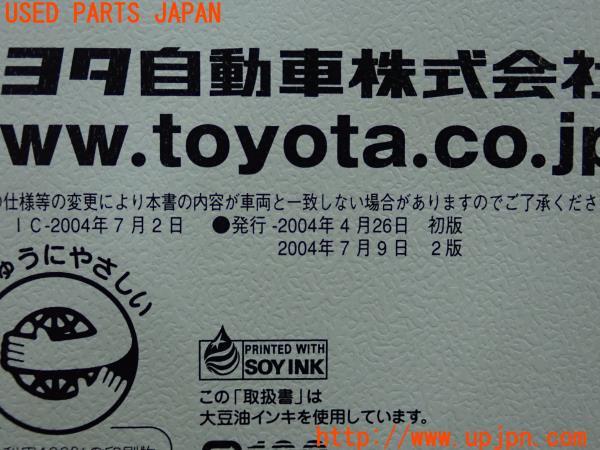 USED PARTS JAPAN
ヨタ自動車株式会社
ww.toyota.co.jp
の仕様等の変更により本書の内容が車両と一致しない場合がありますのでご了承くださ
IC-2004年7月2日 ●発行-2004年4月26日 初版
2004年7月9日 2版
ゅうにやさしい
PRINTED WITH
SOY INK
この「取扱書」は
大豆油インキを使用しています。
http://www.upjpn.com